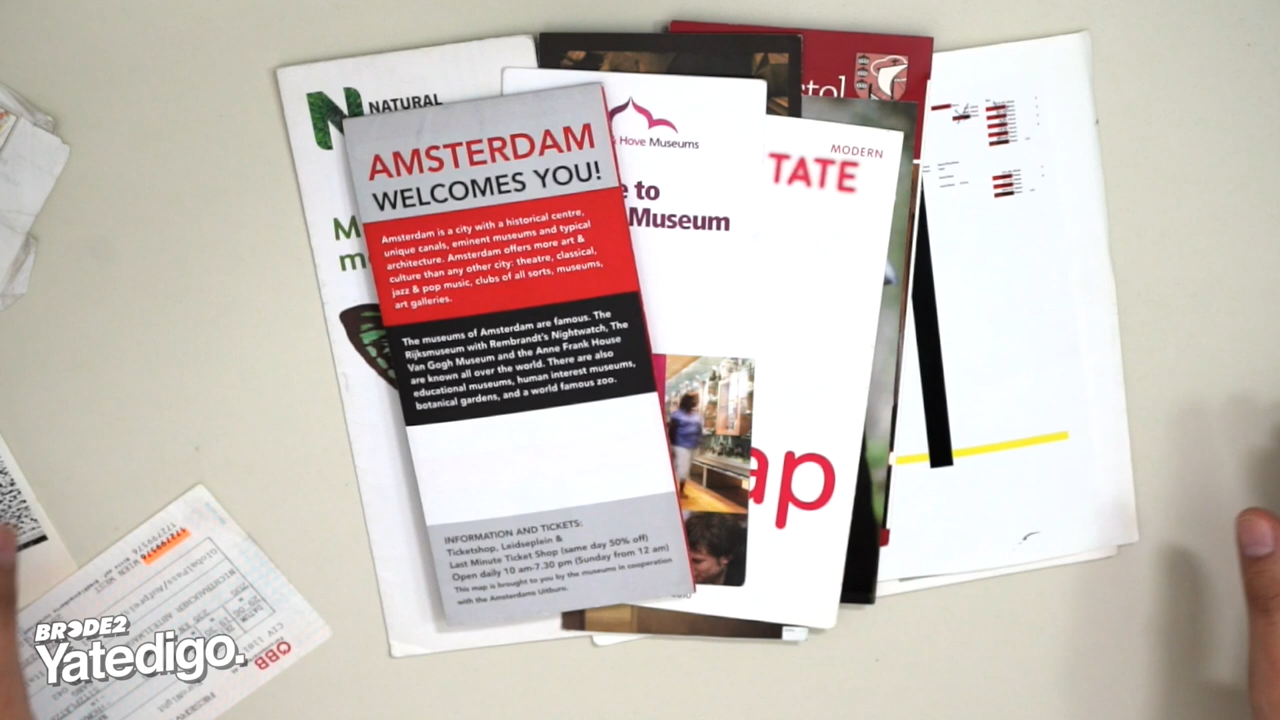 NATURAL
M
m
AMSTERDAM
WELCOMES YOU!
Amsterdam is a city with a historical centre,
unique canals, eminent museums and typical
architecture. Amsterdam offers more art &
culture than any other city: theatre, classical,
jazz & pop music, clubs of all sorts, museums,
art galleries.
The museums of Amsterdam are famous. The
Rijksmuseum with Rembrandt's Nightwatch, The
Van Gogh Museum and the Anne Frank House
are known all over the world. There are also
educational museums, human interest museums,
botanical gardens, and a world famous zoo.
INFORMATION AND TICKETS:
Ticketshop, Leidseplein &
Last Minute Ticket Shop (same day 50% off)
Open daily 10 am-7.30 pm (Sunday from 12 am)
This map is brought to you by the museums in cooperation
with the Amsterdams Uitburo.
Hove Museums
e to
Museum
MODERN
TATE
ap
stol
WIEN WEST
ÖBB
BRODE2
Yatedigo.